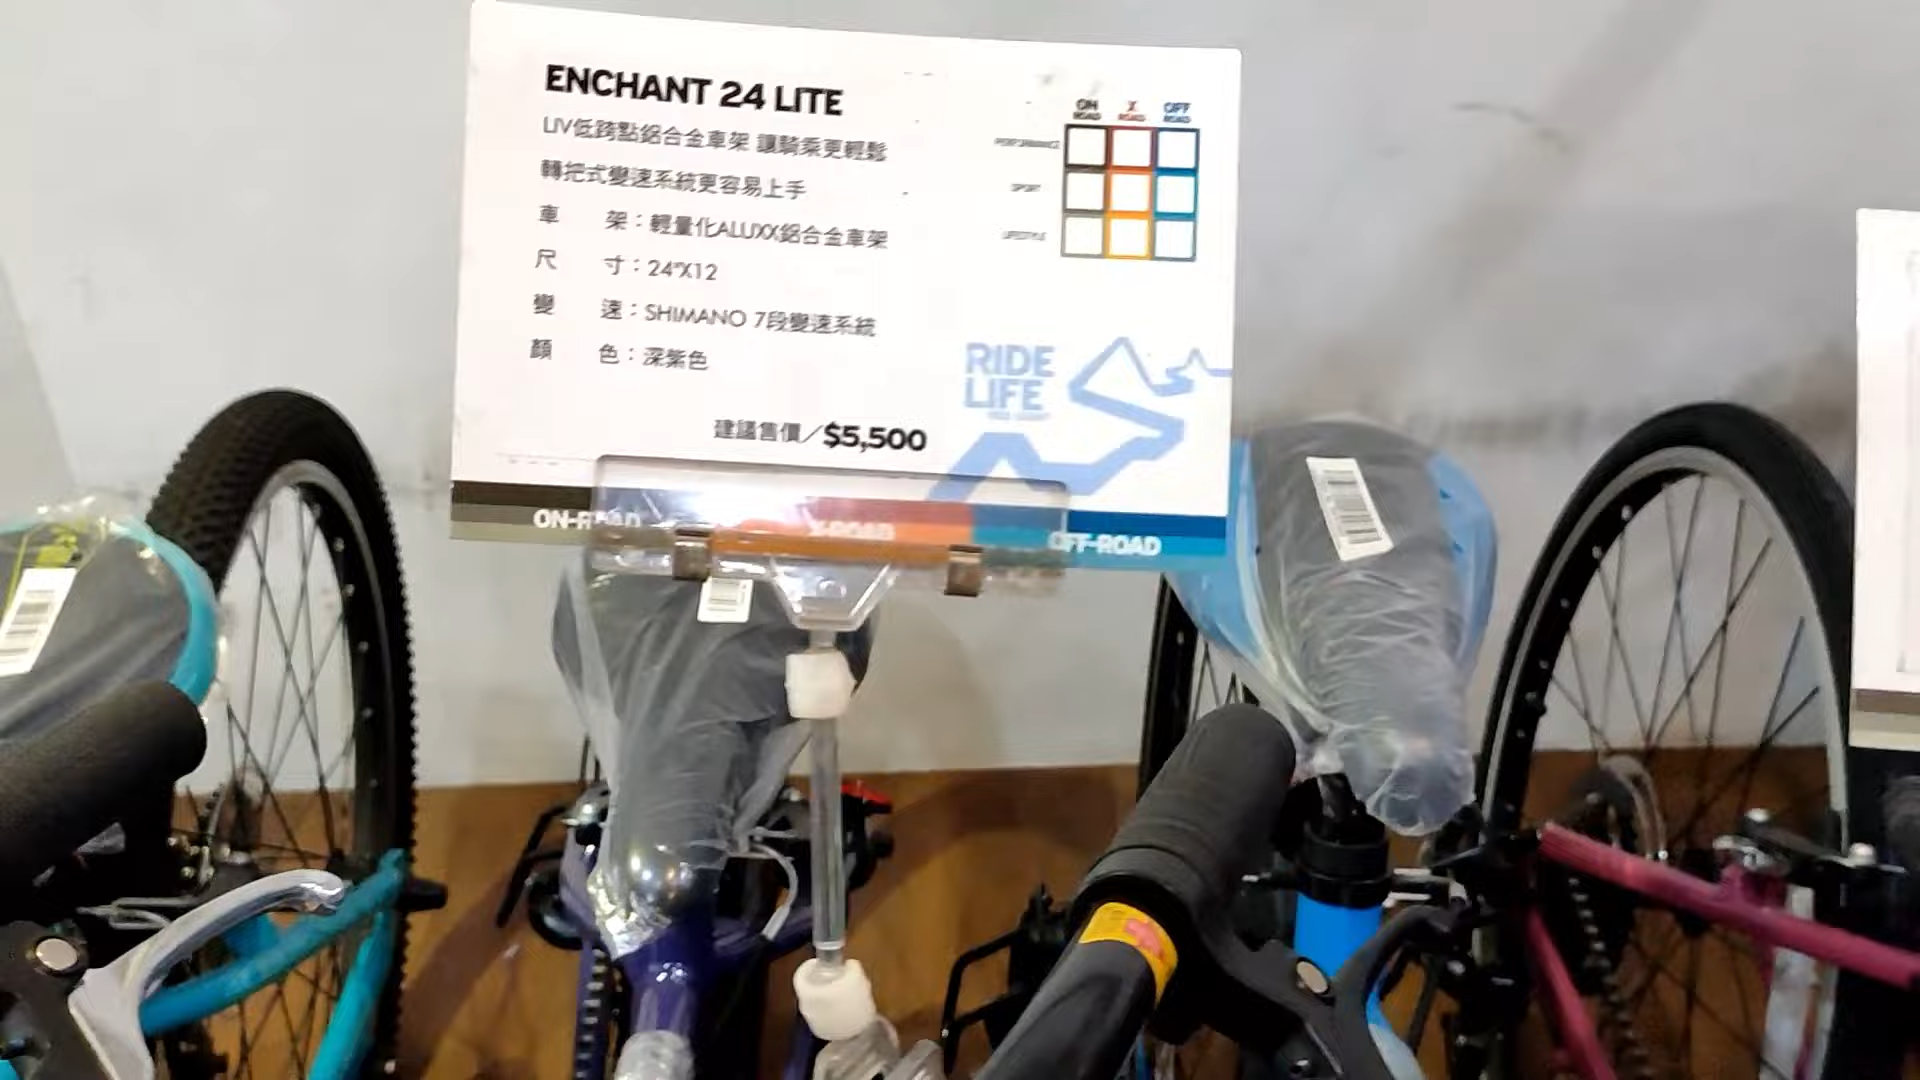 ENCHANT 24 LITE
LIV低跨點鋁合金車架 讓騎乘更輕鬆
轉把式變速系統更容易上手
車 架：輕量化ALUXX鋁合金車架
尺 寸：24"X12
變 速：SHIMANO 7段變速系統
顏 色：深紫色
建議售價／$5,500
ON ROAD
X ROAD
OFF ROAD
PERFORMANCE
SPORT
LIFESTYLE
RIDE
LIFE
ON-ROAD
X-ROAD
OFF-ROAD